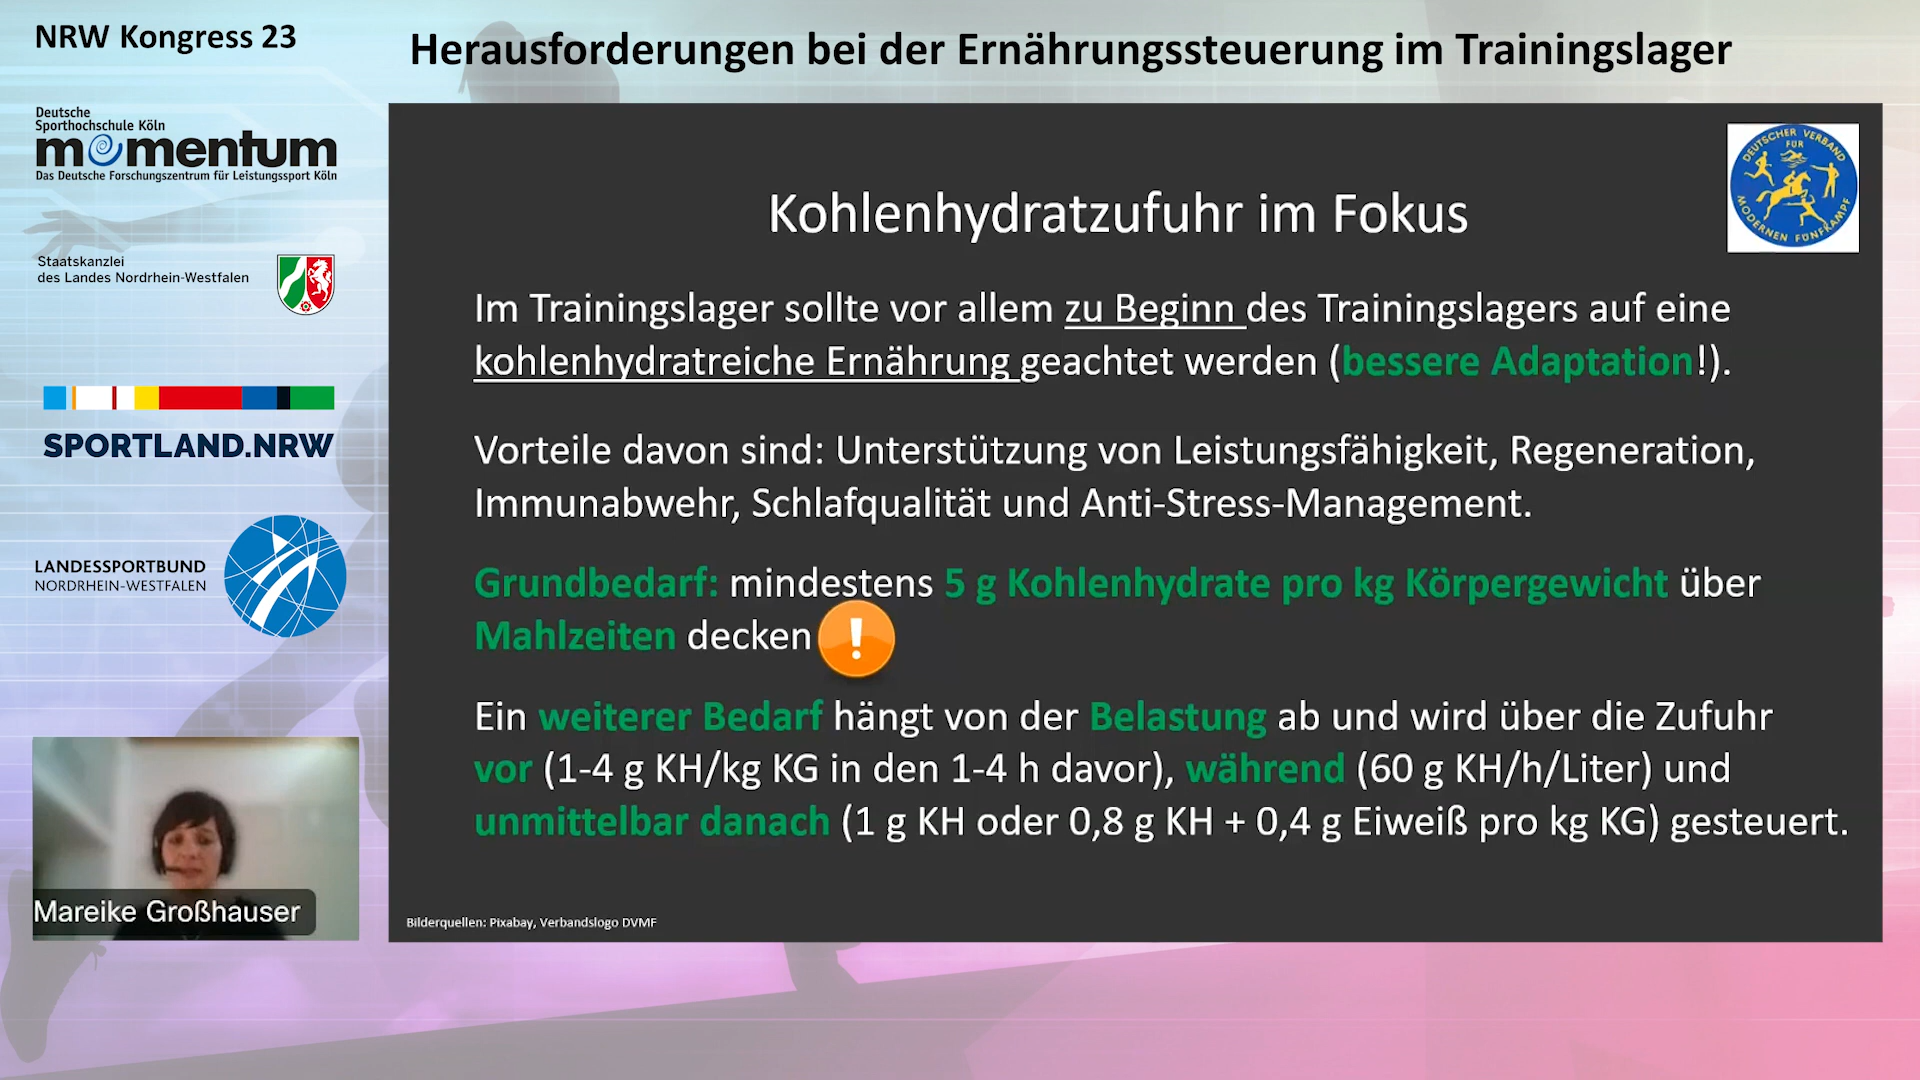 NRW Kongress 23
Herausforderungen bei der Ernährungssteuerung im Trainingslager
Deutsche
Sporthochschule Köln
momentum
Das Deutsche Forschungszentrum für Leistungssport Köln
Staatskanzlei
des Landes Nordrhein-Westfalen
SPORTLAND.NRW
LANDESSPORTBUND
NORDRHEIN-WESTFALEN
Mareike Großhauser
DEUTSCHER VERBAND
FÜR
MODERNEN FÜNFKAMPF
Kohlenhydratzufuhr im Fokus
Im Trainingslager sollte vor allem zu Beginn des Trainingslagers auf eine
kohlenhydratreiche Ernährung geachtet werden (bessere Adaptation!).
Vorteile davon sind: Unterstützung von Leistungsfähigkeit, Regeneration,
Immunabwehr, Schlafqualität und Anti-Stress-Management.
Grundbedarf: mindestens 5 g Kohlenhydrate pro kg Körpergewicht über
Mahlzeiten decken !
Ein weiterer Bedarf hängt von der Belastung ab und wird über die Zufuhr
vor (1-4 g KH/kg KG in den 1-4 h davor), während (60 g KH/h/Liter) und
unmittelbar danach (1 g KH oder 0,8 g KH + 0,4 g Eiweiß pro kg KG) gesteuert.
Bilderquellen: Pixabay, Verbandslogo DVMF